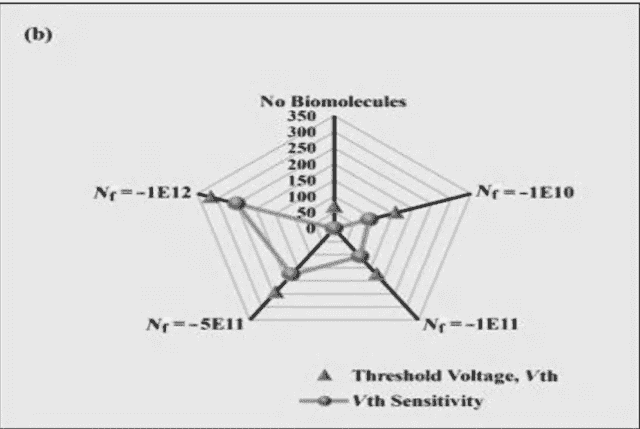 (b)
No Biomolecules
350
300
250
200
150
100
50
0
Nf = -1E12
Nf = -1E10
Nf = -5E11
Nf = -1E11
Threshold Voltage, Vth
Vth Sensitivity